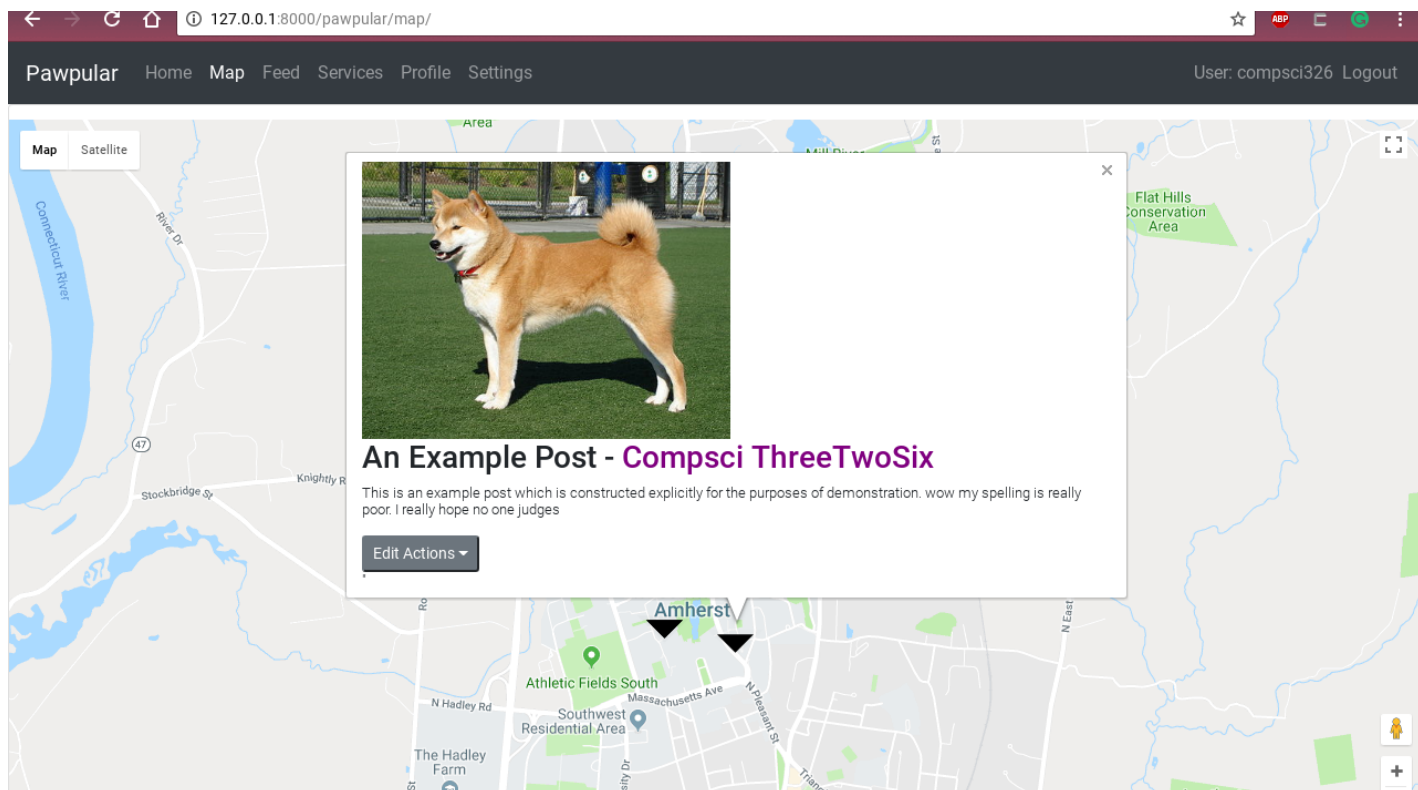 127.0.0.1:8000/pawpular/map/
ABP
Pawpular Home Map Feed Services Profile Settings User: compsci326 Logout
Area
Map Satellite
Mill River
Flat Hills
Conservation
Area
Connecticut River
River Dr
An Example Post - Compsci ThreeTwoSix
47
Stockbridge St
Knightly R
This is an example post which is constructed explicitly for the purposes of demonstration. wow my spelling is really
poor. I really hope no one judges
Edit Actions
Ro
Amherst
N East
Athletic Fields South
Massachusetts Ave
N Hadley Rd
N Pleasant St
Southwest
Residential Area
The Hadley
Farm